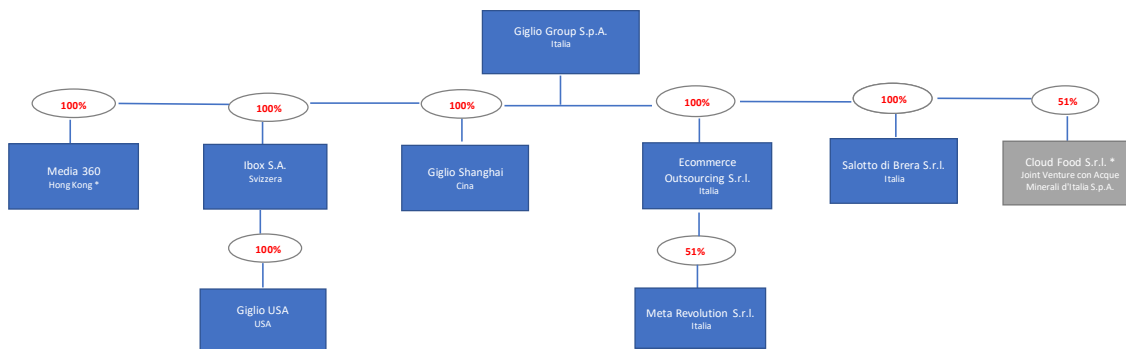 Giglio Group S.p.A.
Italia
100%
100%
100%
100%
100%
51%
Media 360
Hong Kong *
Ibox S.A.
Svizzera
Giglio Shanghai
Cina
Ecommerce
Outsourcing S.r.l.
Italia
Salotto di Brera S.r.l.
Italia
Cloud Food S.r.l. *
Joint Venture con Acque
Minerali d'Italia S.p.A.
100%
51%
Giglio USA
USA
Meta Revolution S.r.l.
Italia